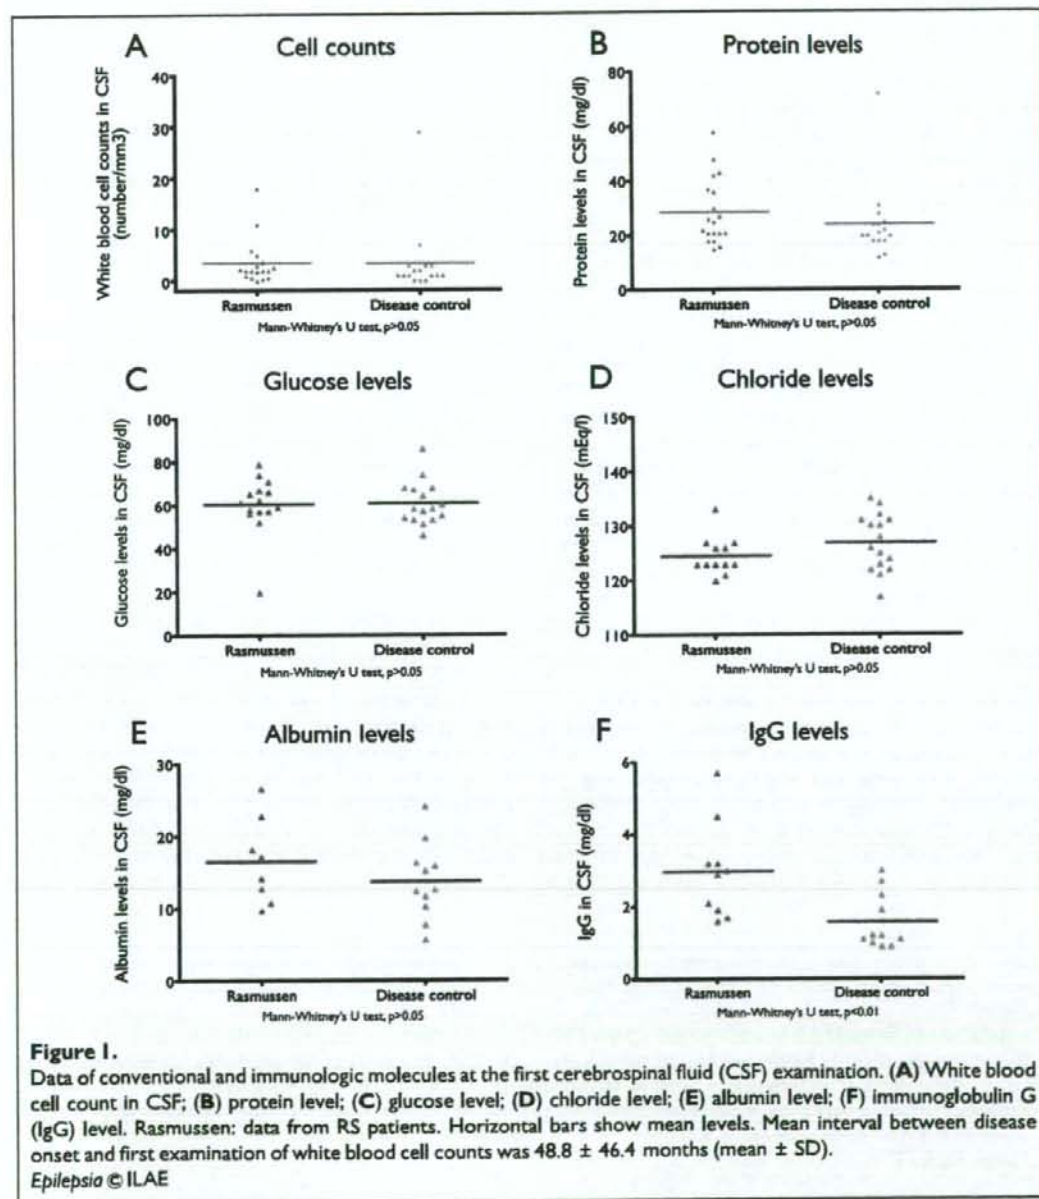 A
Cell counts
White blood cell counts in CSF
(number/mm3)
40
30
20
10
0
Rasmussen
Disease control
Mann-Whitney's U test, p>0.05
B
Protein levels
Protein levels in CSF (mg/dl)
80
60
40
20
0
Rasmussen
Disease control
Mann-Whitney's U test, p>0.05
C
Glucose levels
Glucose levels in CSF (mg/dl)
100
80
60
40
20
0
Rasmussen
Disease control
Mann-Whitney's U test, p>0.05
D
Chloride levels
Chloride levels in CSF (mEq/l)
150
140
130
120
110
Rasmussen
Disease control
Mann-Whitney's U test, p>0.05
E
Albumin levels
Albumin levels in CSF (mg/dl)
30
20
10
0
Rasmussen
Disease control
Mann-Whitney's U test, p>0.05
F
IgG levels
IgG in CSF (mg/dl)
6
4
2
0
Rasmussen
Disease control
Mann-Whitney's U test, p<0.01
Figure 1.
Data of conventional and immunologic molecules at the first cerebrospinal fluid (CSF) examination. (A) White blood
cell count in CSF; (B) protein level; (C) glucose level; (D) chloride level; (E) albumin level; (F) immunoglobulin G
(IgG) level. Rasmussen: data from RS patients. Horizontal bars show mean levels. Mean interval between disease
onset and first examination of white blood cell counts was 48.8 ± 46.4 months (mean ± SD).
Epilepsia © ILAE